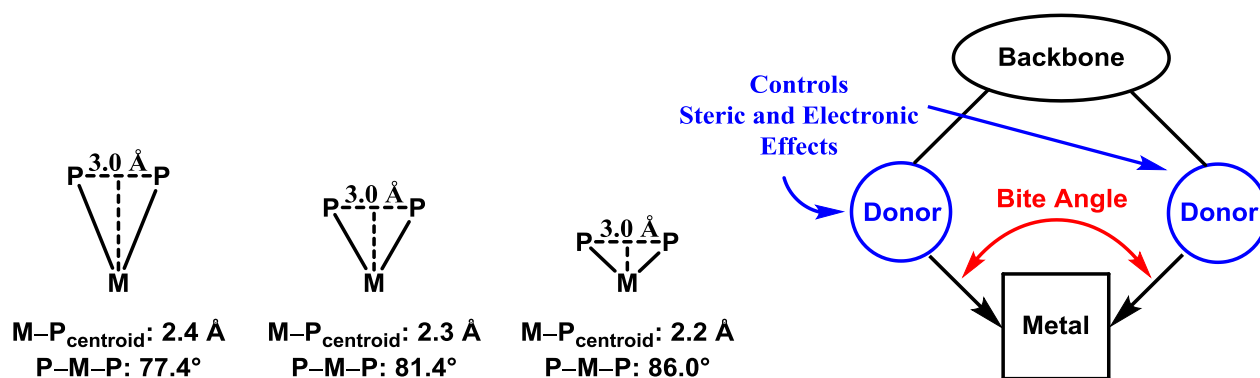 3.0 Å
P P
M
M–Pcentroid: 2.4 Å
P–M–P: 77.4°
3.0 Å
P P
M
M–Pcentroid: 2.3 Å
P–M–P: 81.4°
3.0 Å
P P
M
M–Pcentroid: 2.2 Å
P–M–P: 86.0°
Backbone
Controls
Steric and Electronic
Effects
Donor
Bite Angle
Donor
Metal